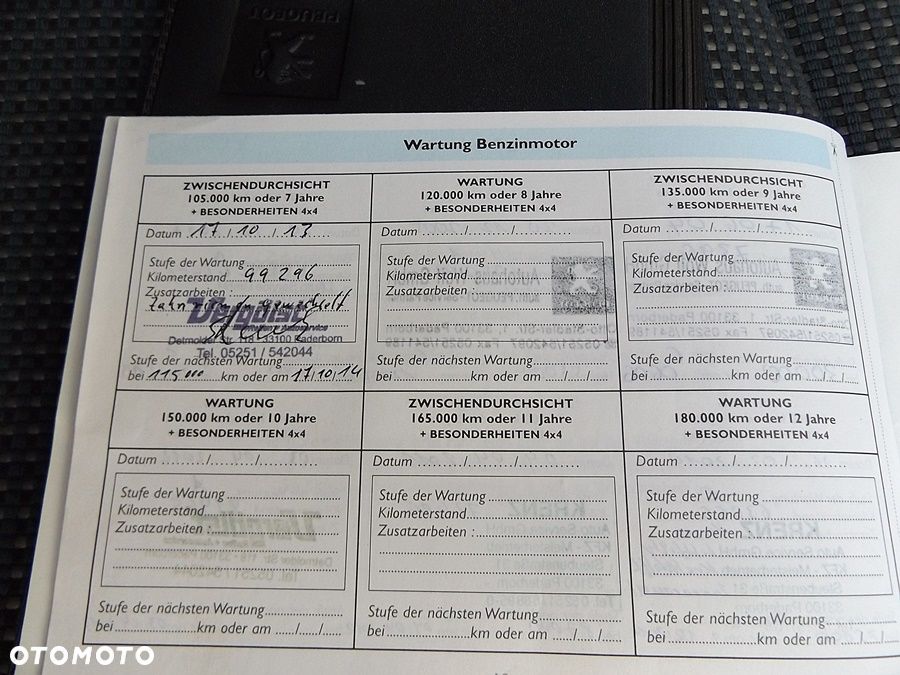 PEUGEOT
Wartung Benzinmotor
ZWISCHENDURCHSICHT
105.000 km oder 7 Jahre
+ BESONDERHEITEN 4x4
Datum 17/10/13
Stufe der Wartung
Kilometerstand 99 296
Zusatzarbeiten :
Zahnriemen
Detmolder Str. 118 · 33100 Paderborn
Tel. 05251 / 542044
Stufe der nächsten Wartung
bei 115000 km oder am 17/10/14
WARTUNG
120.000 km oder 8 Jahre
+ BESONDERHEITEN 4x4
Datum ......./......./..........
Stufe der Wartung
Kilometerstand
Zusatzarbeiten :
Stufe der nächsten Wartung
bei ....................km oder am ...../...../.....
ZWISCHENDURCHSICHT
135.000 km oder 9 Jahre
+ BESONDERHEITEN 4x4
Datum ......./......./..........
Stufe der Wartung
Kilometerstand
Zusatzarbeiten :
Stufe der nächsten Wartung
bei ....................km oder am ...../...../.....
WARTUNG
150.000 km oder 10 Jahre
+ BESONDERHEITEN 4x4
Datum ......./......./..........
Stufe der Wartung
Kilometerstand
Zusatzarbeiten :
Stufe der nächsten Wartung
bei ....................km oder am ...../...../.....
ZWISCHENDURCHSICHT
165.000 km oder 11 Jahre
+ BESONDERHEITEN 4x4
Datum ......./......./..........
Stufe der Wartung
Kilometerstand
Zusatzarbeiten :
Stufe der nächsten Wartung
bei ....................km oder am ...../...../.....
WARTUNG
180.000 km oder 12 Jahre
+ BESONDERHEITEN 4x4
Datum ......./......./..........
Stufe der Wartung
Kilometerstand
Zusatzarbeiten :
Stufe der nächsten Wartung
bei ....................km oder am ...../...../.....
OTOMOTO